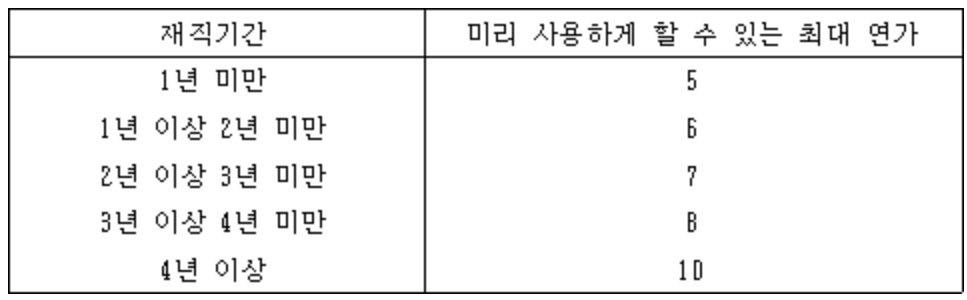 재직기간 미리 사용하게 할 수 있는 최대 연가
1년 미만 5
1년 이상 2년 미만 6
2년 이상 3년 미만 7
3년 이상 4년 미만 8
4년 이상 10